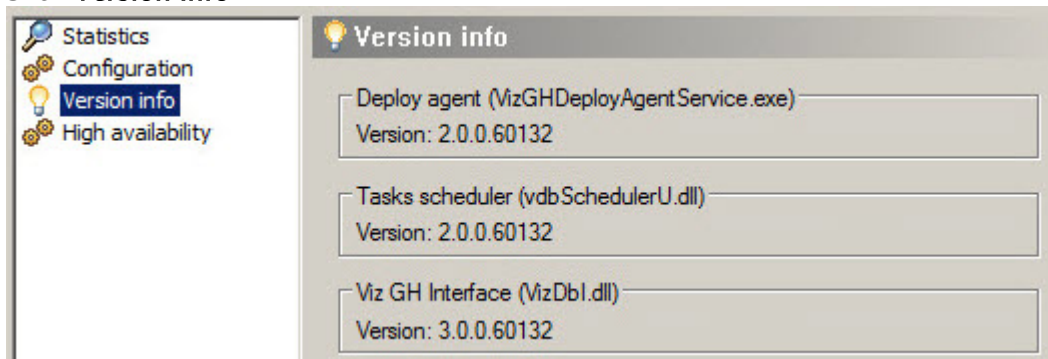 Statistics
Configuration
Version info
High availability
Version info
Deploy agent (VizGHDeployAgentService.exe)
Version: 2.0.0.60132
Tasks scheduler (vdbSchedulerU.dll)
Version: 2.0.0.60132
Viz GH Interface (VizDbI.dll)
Version: 3.0.0.60132